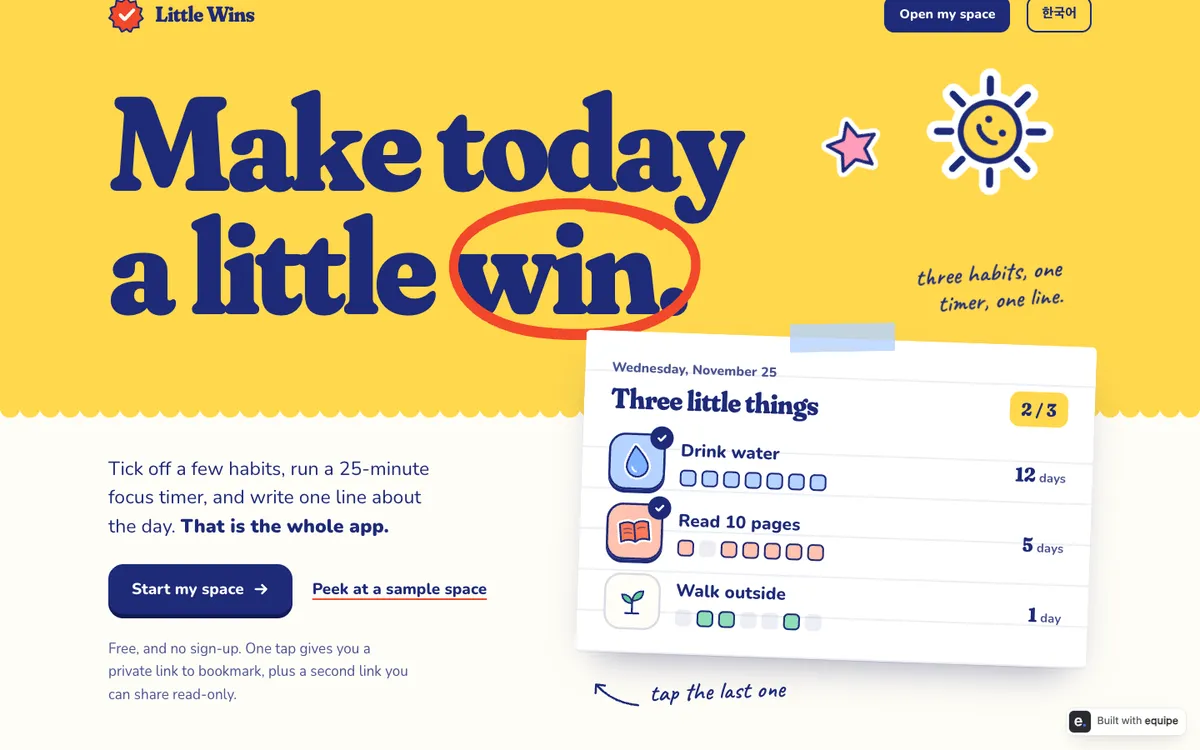 Little Wins
Open my space
한국어
Make today
a little win.
three habits, one
timer, one line.
Wednesday, November 25
Three little things
2 / 3
Drink water
12 days
Read 10 pages
5 days
Walk outside
1 day
tap the last one
Tick off a few habits, run a 25-minute
focus timer, and write one line about
the day. That is the whole app.
Start my space →
Peek at a sample space
Free, and no sign-up. One tap gives you a
private link to bookmark, plus a second link you
can share read-only.
e. Built with equipe